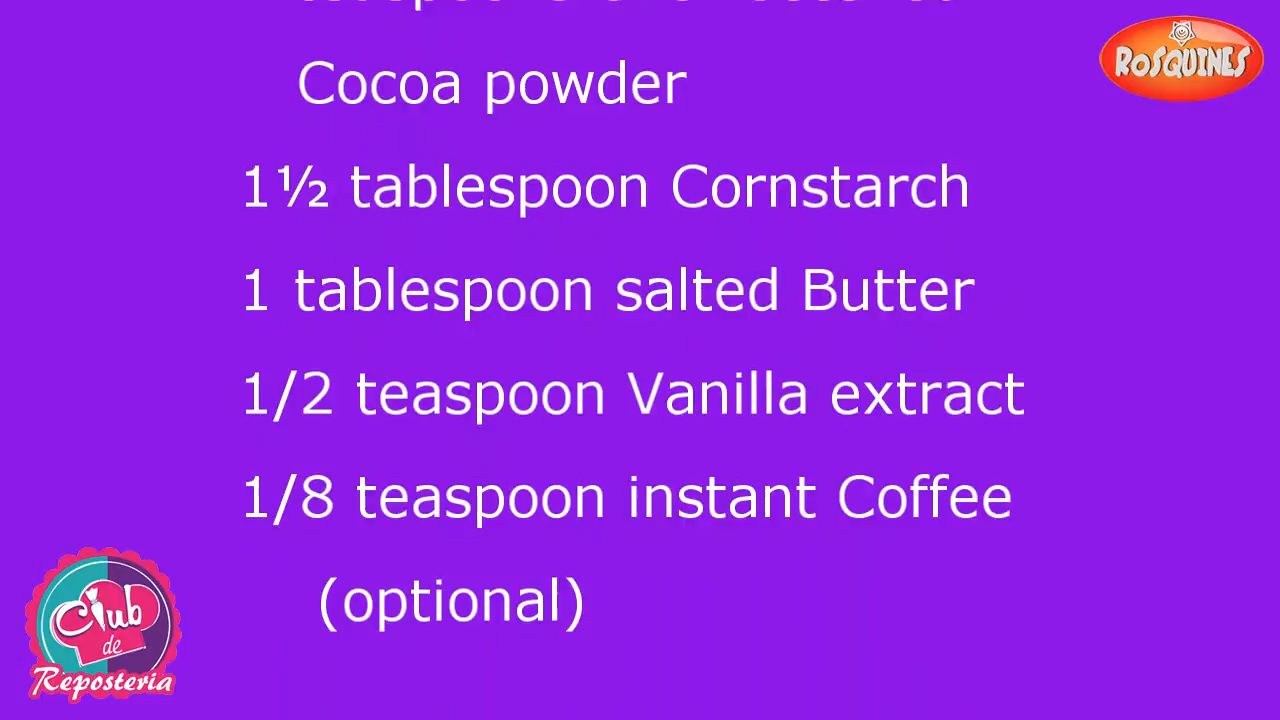 Cocoa powder
1½ tablespoon Cornstarch
1 tablespoon salted Butter
1/2 teaspoon Vanilla extract
1/8 teaspoon instant Coffee
(optional)
ROSQUINES
Club
de
Reposteria